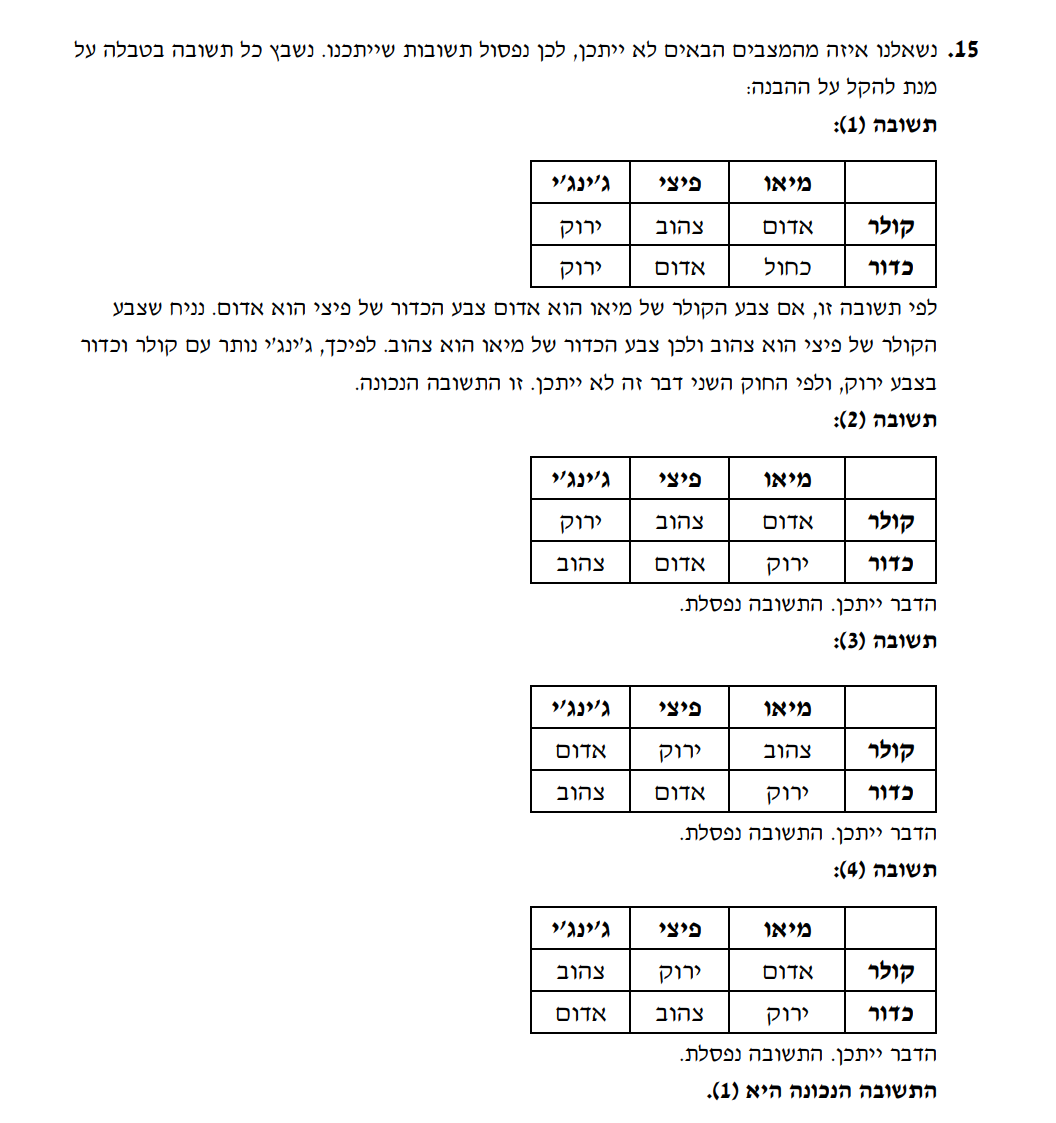 15. נשאלנו איזה מהמצבים הבאים לא ייתכן, לכן נפסול תשובות שייתכנו. נשבץ כל תשובה בטבלה על
מנת להקל על ההבנה:
תשובה (1):
מיאו פיצי ג'ינג'י
קולר אדום צהוב ירוק
כדור כחול אדום ירוק
לפי תשובה זו, אם צבע הקולר של מיאו הוא אדום צבע הכדור של פיצי הוא אדום. נניח שצבע
הקולר של פיצי הוא צהוב ולכן צבע הכדור של מיאו הוא צהוב. לפיכך, ג'ינג'י נותר עם קולר וכדור
בצבע ירוק, ולפי החוק השני דבר זה לא ייתכן. זו התשובה הנכונה.
תשובה (2):
מיאו פיצי ג'ינג'י
קולר אדום צהוב ירוק
כדור ירוק אדום צהוב
הדבר ייתכן. התשובה נפסלת.
תשובה (3):
מיאו פיצי ג'ינג'י
קולר צהוב ירוק אדום
כדור ירוק אדום צהוב
הדבר ייתכן. התשובה נפסלת.
תשובה (4):
מיאו פיצי ג'ינג'י
קולר אדום ירוק צהוב
כדור ירוק צהוב אדום
הדבר ייתכן. התשובה נפסלת.
התשובה הנכונה היא (1).